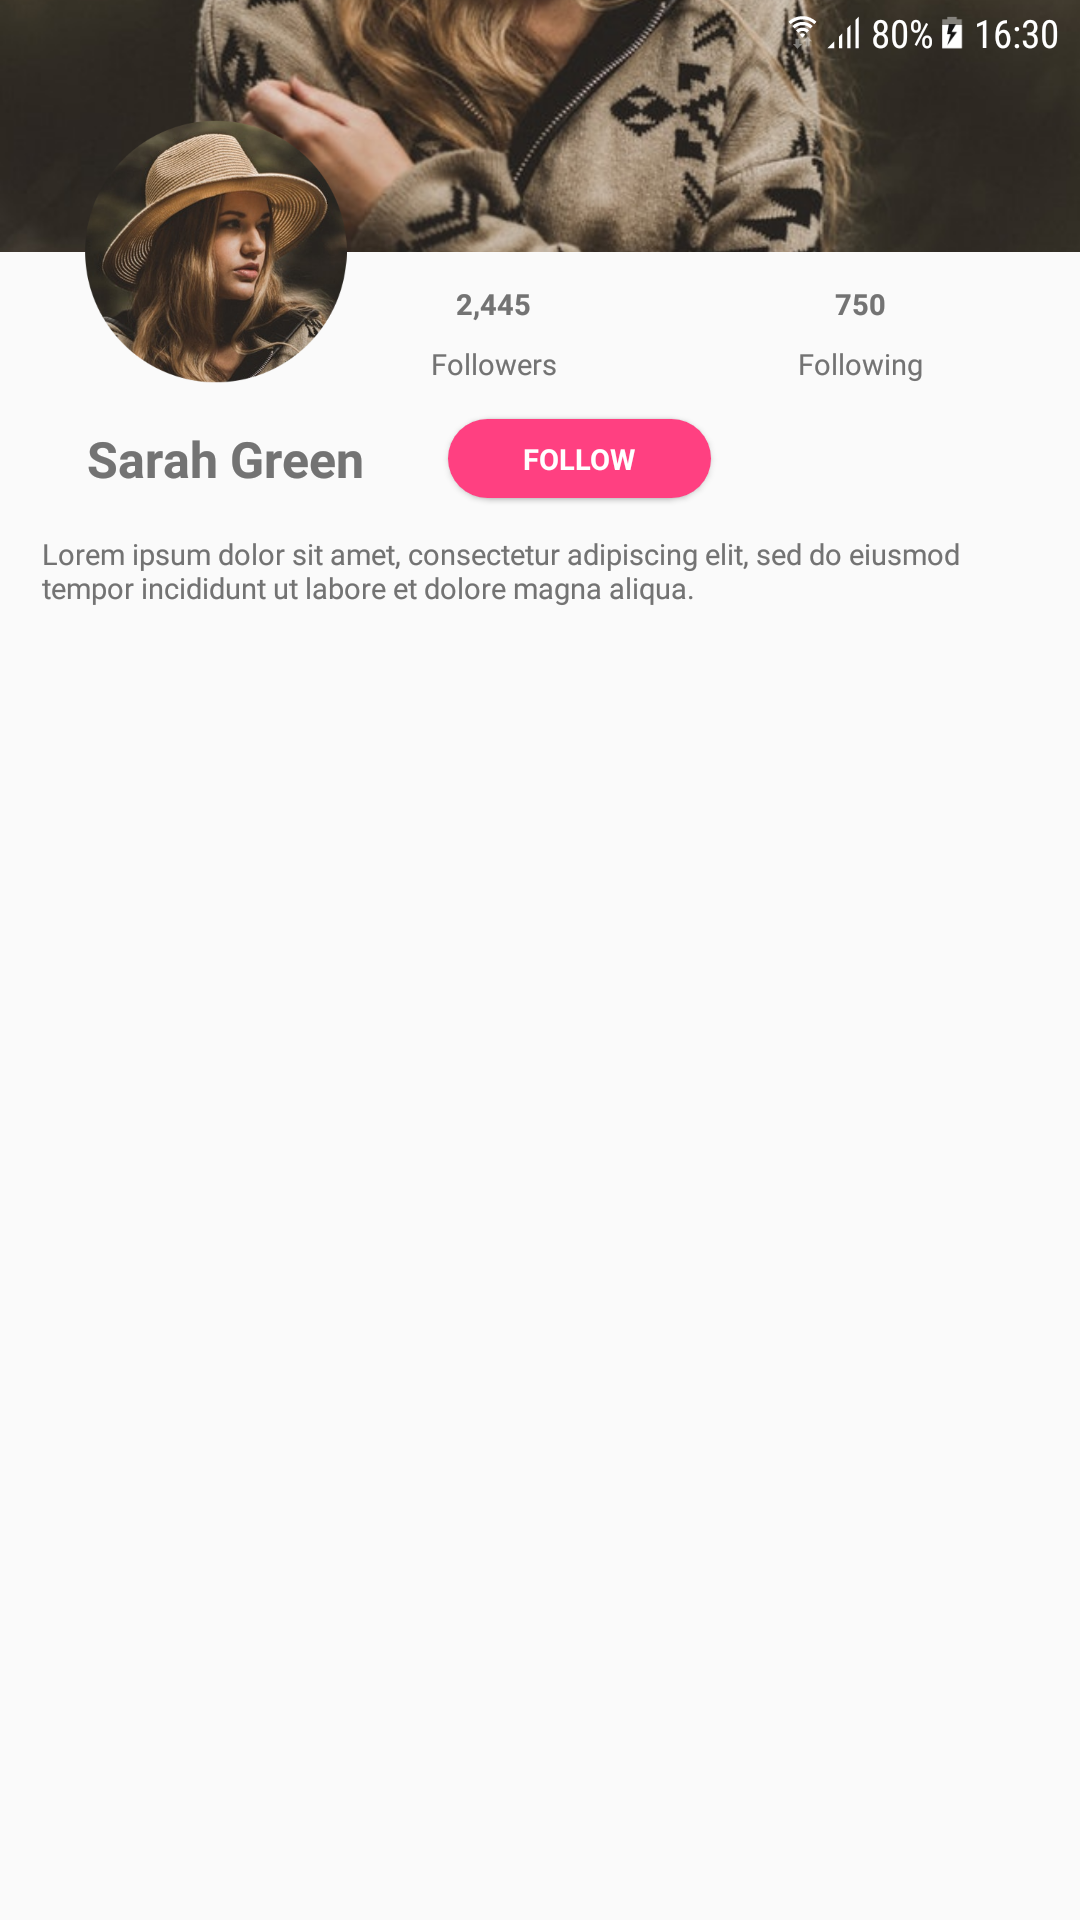 80% 16:30
2,445 750
Followers Following
Sarah Green FOLLOW
Lorem ipsum dolor sit amet, consectetur adipiscing elit, sed do eiusmod
tempor incididunt ut labore et dolore magna aliqua.